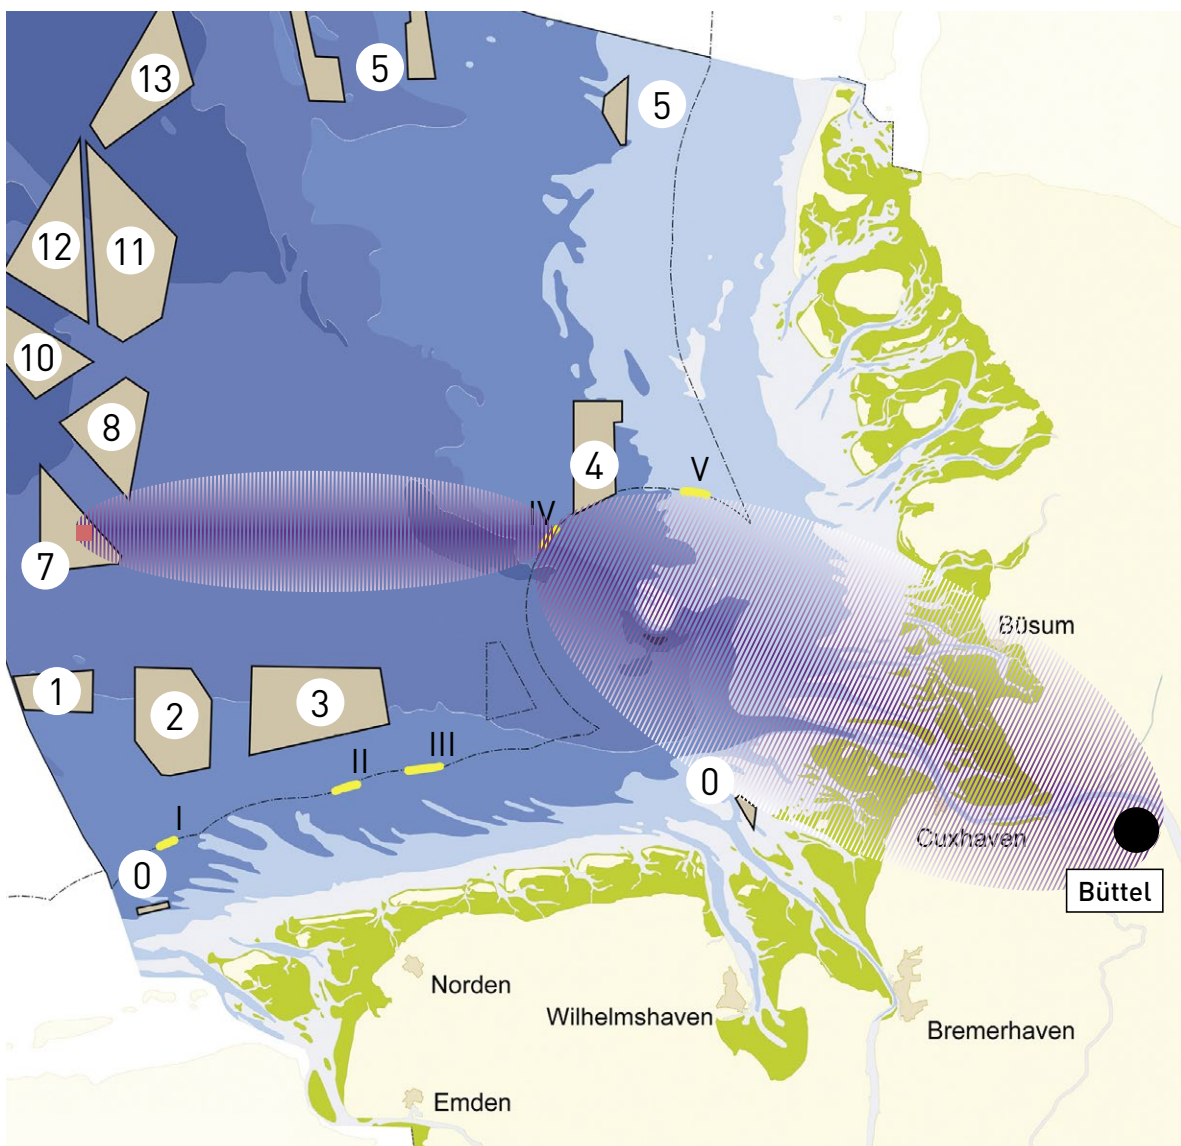 13
5
5
12
11
10
8
4
V
IV
7
Büsum
1
2
3
III
II
0
I
Cuxhaven
0
Büttel
Norden
Wilhelmshaven
Bremerhaven
Emden